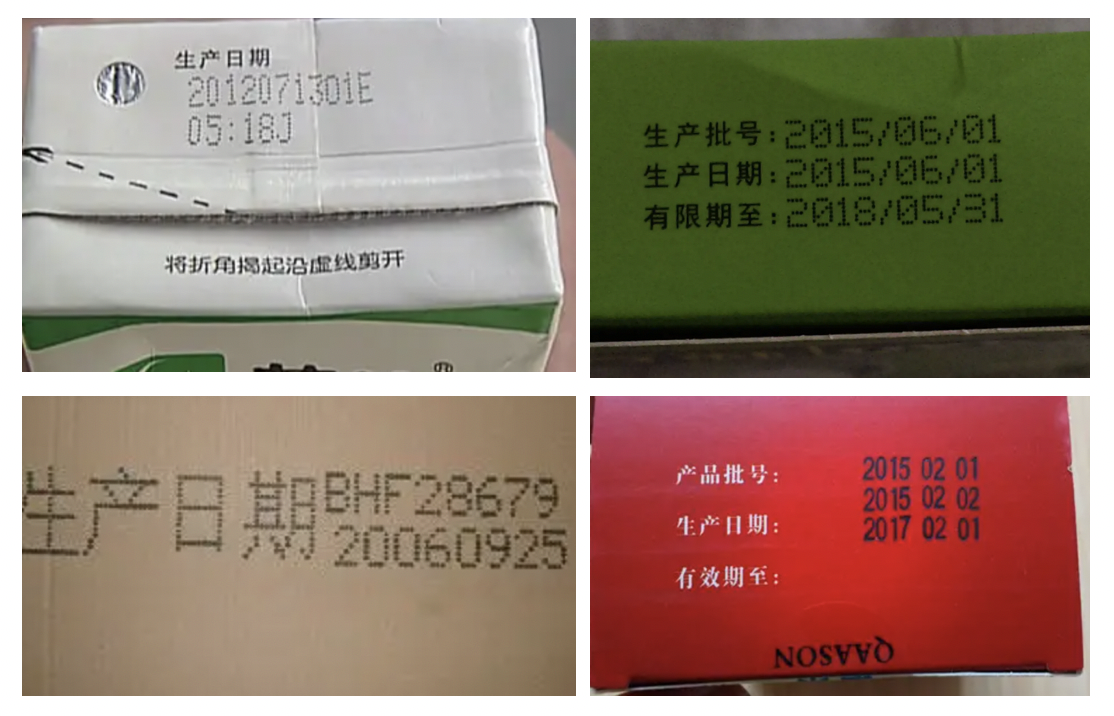 生产日期
2012071301E
05:18J
将折角揭起沿虚线剪开
生产批号:2015/06/01
生产日期:2015/06/01
有限期至:2018/05/31
生产日期BHF28679
20060925
产品批号: 2015 02 01
2015 02 02
生产日期: 2017 02 01
有效期至:
QAASON